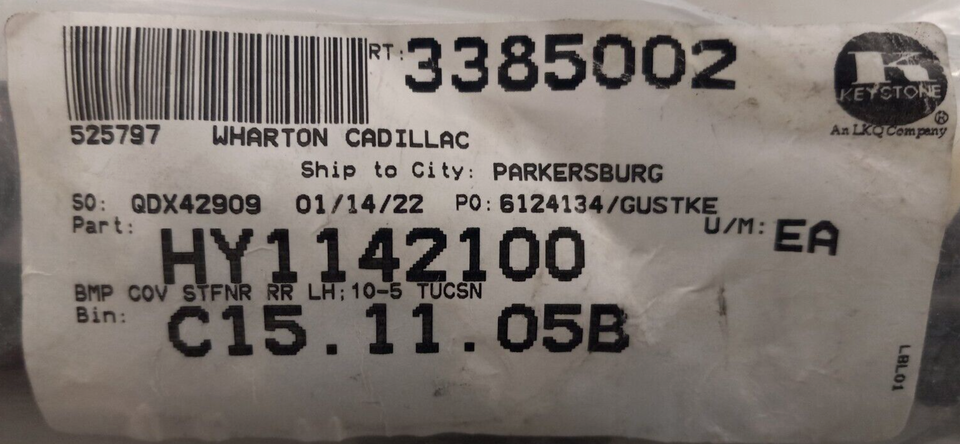 RT: 3385002
KEYSTONE
®
An LKQ Company
525797 WHARTON CADILLAC
Ship to City: PARKERSBURG
SO: QDX42909 01/14/22 PO: 6124134/GUSTKE
Part: HY1142100 U/M: EA
BMP COV STFNR RR LH;10-5 TUCSN
Bin: C15.11.05B
LBL01